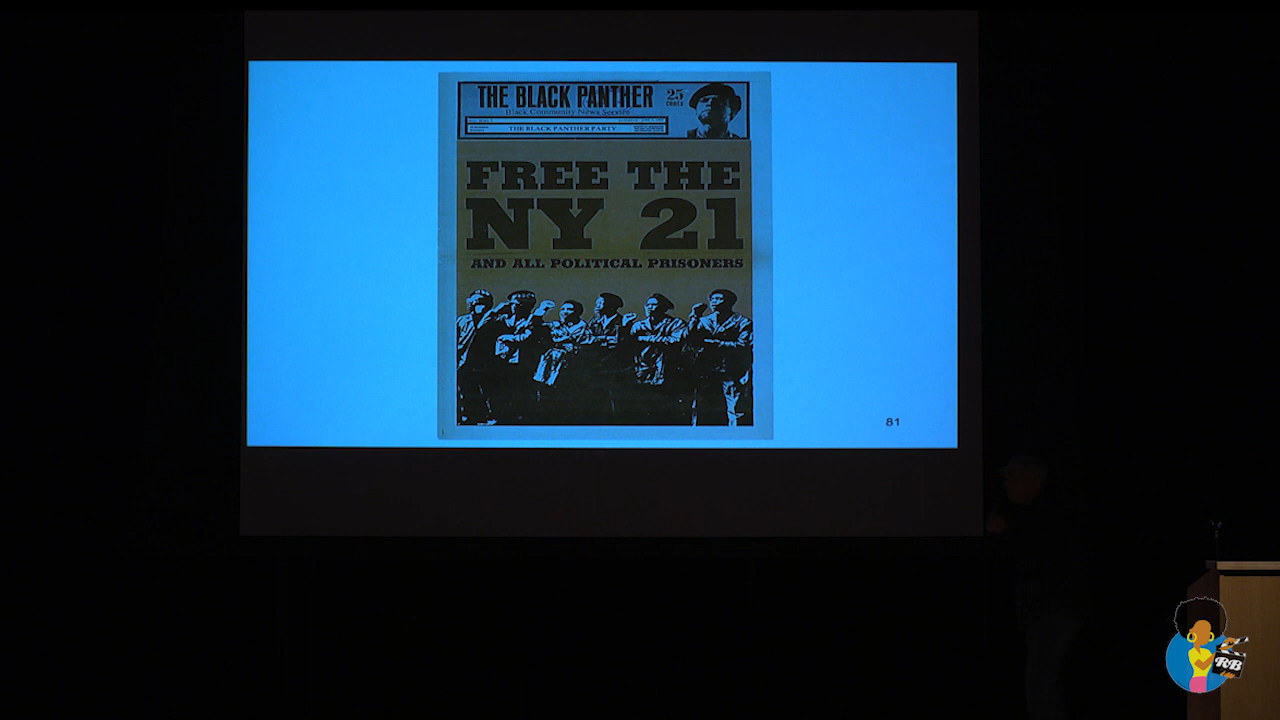 THE BLACK PANTHER
25
cents
Black Community News Service
THE BLACK PANTHER PARTY
FREE THE
NY 21
AND ALL POLITICAL PRISONERS
81
RB